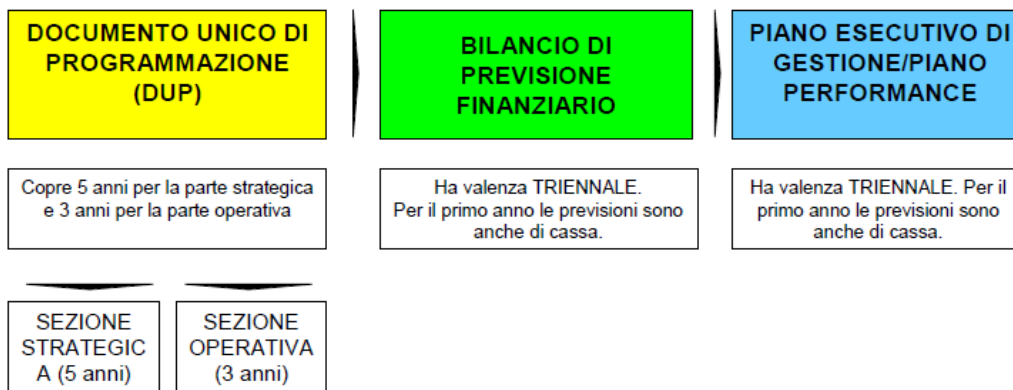 DOCUMENTO UNICO DI
PROGRAMMAZIONE
(DUP)
BILANCIO DI
PREVISIONE
FINANZIARIO
PIANO ESECUTIVO DI
GESTIONE/PIANO
PERFORMANCE
Copre 5 anni per la parte strategica
e 3 anni per la parte operativa
Ha valenza TRIENNALE.
Per il primo anno le previsioni sono
anche di cassa.
Ha valenza TRIENNALE. Per il
primo anno le previsioni sono
anche di cassa.
SEZIONE
STRATEGIC
A (5 anni)
SEZIONE
OPERATIVA
(3 anni)